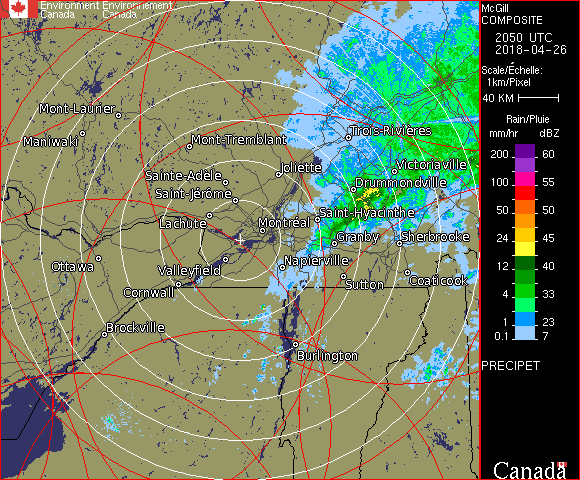 Environment Environnement
Canada Canada
Mont-Laurier
Maniwaki
Mont-Tremblant
Trois-Rivières
Joliette
Victoriaville
Sainte-Adèle
Drummondville
Saint-Jérôme
Saint-Hyacinthe
Lachute
Montréal
Granby
Sherbrooke
Ottawa
Valleyfield
Napierville
Cornwall
Sutton
Coaticook
Brockville
Burlington
McGill
COMPOSITE
2050 UTC
2018-04-26
Scale/Échelle:
1km/Pixel
40 KM
Rain/Pluie
mm/hr dBZ
200 60
100 55
50 50
24 45
12 40
8 33
4 33
1 23
0.1 7
PRECIPET
Canada